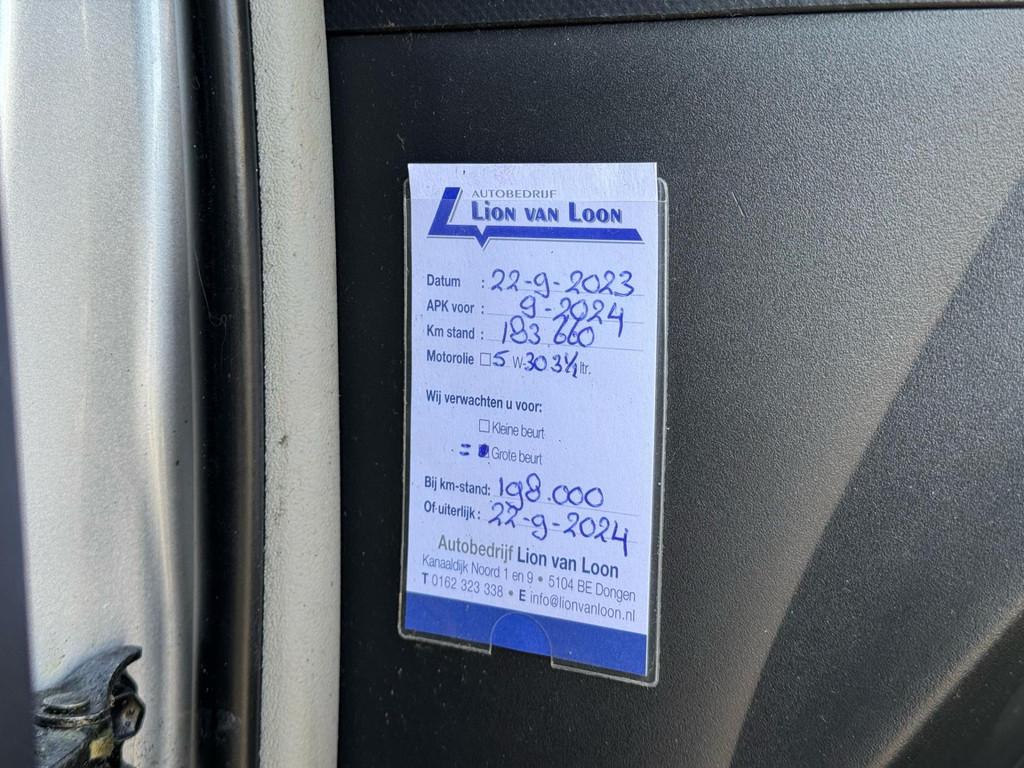 AUTOBEDRIJF
LION VAN LOON
Datum : 22-9-2023
APK voor : 9-2024
Km stand : 183 660
Motorolie ☐ 5 W-30 3¼ ltr.
Wij verwachten u voor:
☐ Kleine beurt
= ■ Grote beurt
Bij km-stand: 198.000
Of uiterlijk : 22-9-2024
Autobedrijf Lion van Loon
Kanaaldijk Noord 1 en 9 • 5104 BE Dongen
T 0162 323 338 • E info@lionvanloon.nl